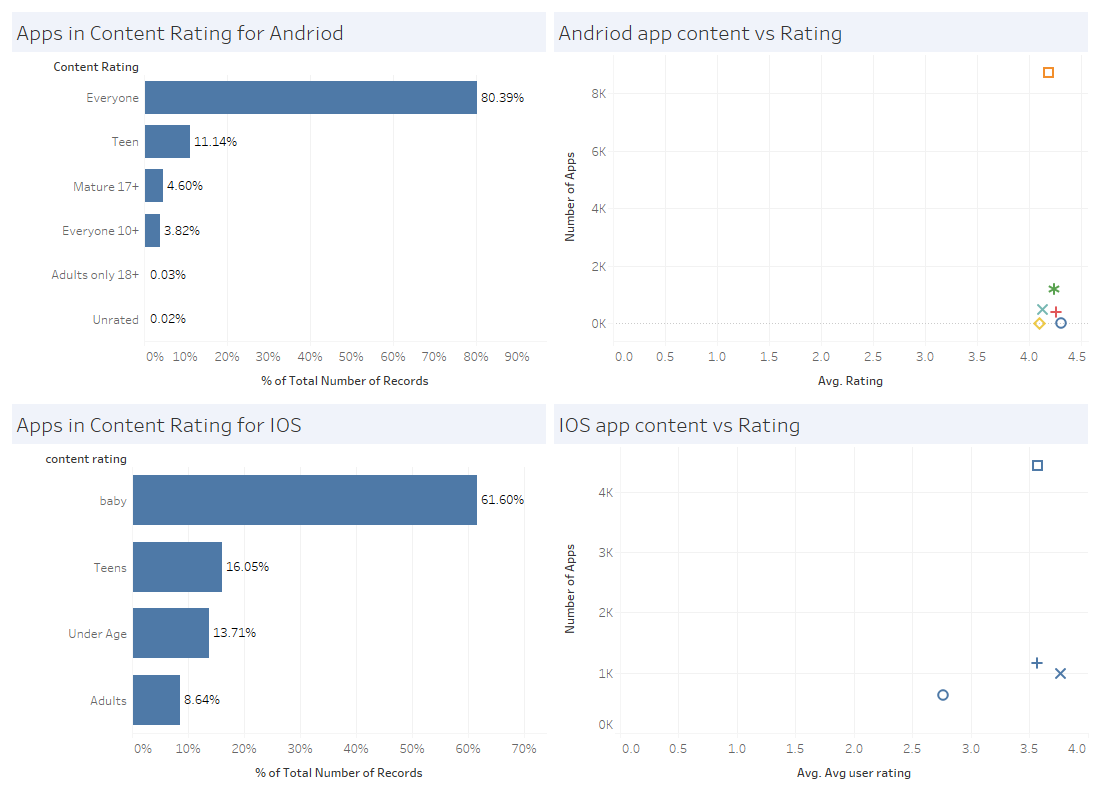 Apps in Content Rating for Andriod
Content Rating
Everyone 80.39%
Teen 11.14%
Mature 17+ 4.60%
Everyone 10+ 3.82%
Adults only 18+ 0.03%
Unrated 0.02%
0% 10% 20% 30% 40% 50% 60% 70% 80% 90%
% of Total Number of Records
Andriod app content vs Rating
Number of Apps
8K
6K
4K
2K
0K
0.0 0.5 1.0 1.5 2.0 2.5 3.0 3.5 4.0 4.5
Avg. Rating
Apps in Content Rating for IOS
content rating
baby 61.60%
Teens 16.05%
Under Age 13.71%
Adults 8.64%
0% 10% 20% 30% 40% 50% 60% 70%
% of Total Number of Records
IOS app content vs Rating
Number of Apps
4K
3K
2K
1K
0K
0.0 0.5 1.0 1.5 2.0 2.5 3.0 3.5 4.0
Avg. Avg user rating